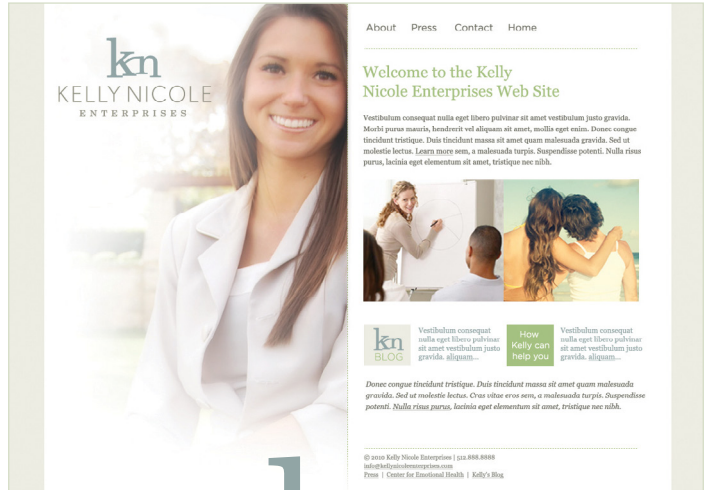 kn
KELLY NICOLE
ENTERPRISES
About Press Contact Home
Welcome to the Kelly
Nicole Enterprises Web Site
Vestibulum consequat nulla eget libero pulvinar sit amet vestibulum justo gravida.
Morbi purus mauris, hendrerit vel aliquam sit amet, mollis eget enim. Donec congue
tincidunt tristique. Duis tincidunt massa sit amet quam malesuada gravida. Sed ut
molestie lectus. Learn more sem, a malesuada turpis. Suspendisse potenti. Nulla risus
purus, lacinia eget elementum sit amet, tristique nec nibh.
kn
BLOG
Vestibulum consequat
nulla eget libero pulvinar
sit amet vestibulum justo
gravida. aliquam...
How
Kelly can
help you
Vestibulum consequat
nulla eget libero pulvinar
sit amet vestibulum justo
gravida. aliquam...
Donec congue tincidunt tristique. Duis tincidunt massa sit amet quam malesuada
gravida. Sed ut molestie lectus. Cras vitae eros sem, a malesuada turpis. Suspendisse
potenti. Nulla risus purus, lacinia eget elementum sit amet, tristique nec nibh.
© 2010 Kelly Nicole Enterprises | 512.888.8888
info@kellynicoleenterprises.com
Press | Center for Emotional Health | Kelly's Blog